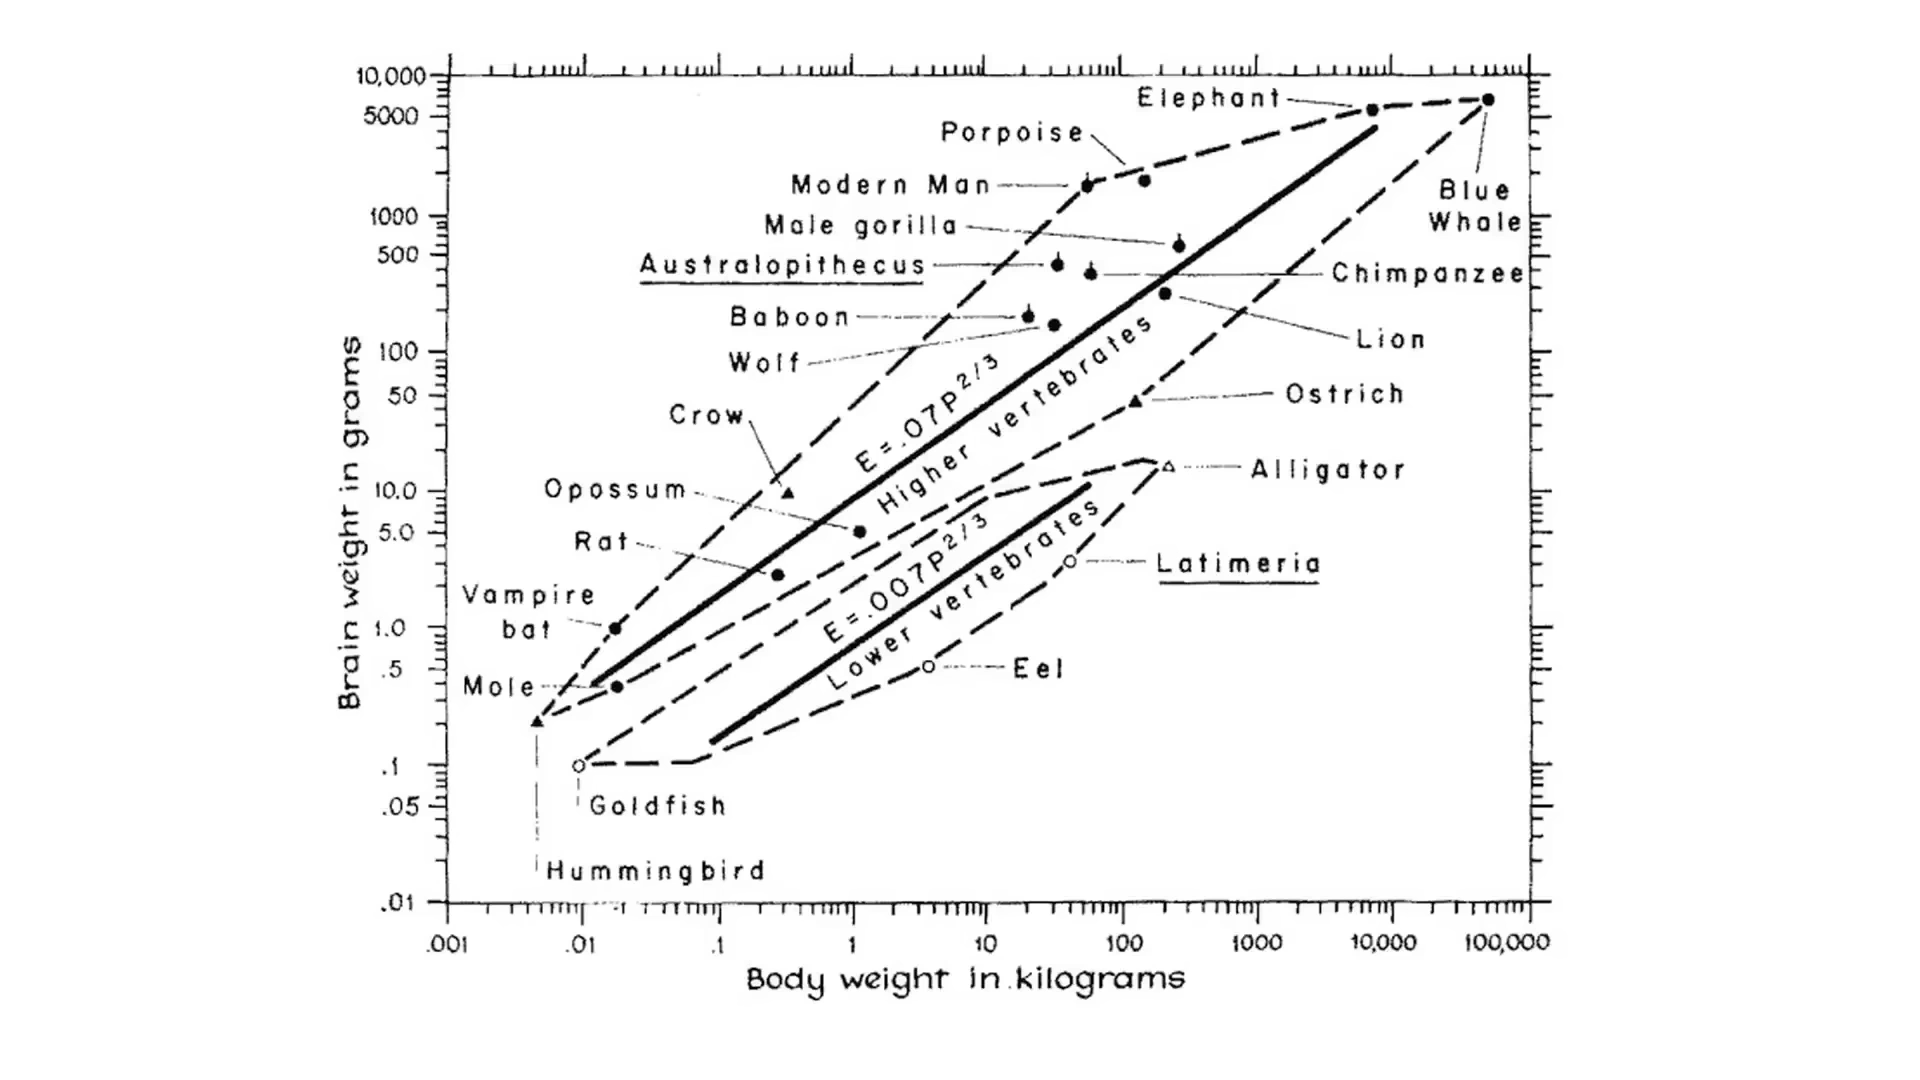 10,000
5000
1000
500
100
50
10.0
5.0
1.0
.5
.1
.05
.01
Brain weight in grams
Elephant
Porpoise
Modern Man
Blue
Whale
Male gorilla
Australopithecus
Chimpanzee
Baboon
Lion
Wolf
Crow
Ostrich
E=.07P2/3
Higher vertebrates
Opossum
Alligator
Rat
E=.007P2/3
Lower vertebrates
Latimeria
Vampire
bat
Mole
Eel
Goldfish
Hummingbird
.001 .01 .1 1 10 100 1000 10,000 100,000
Body weight in kilograms